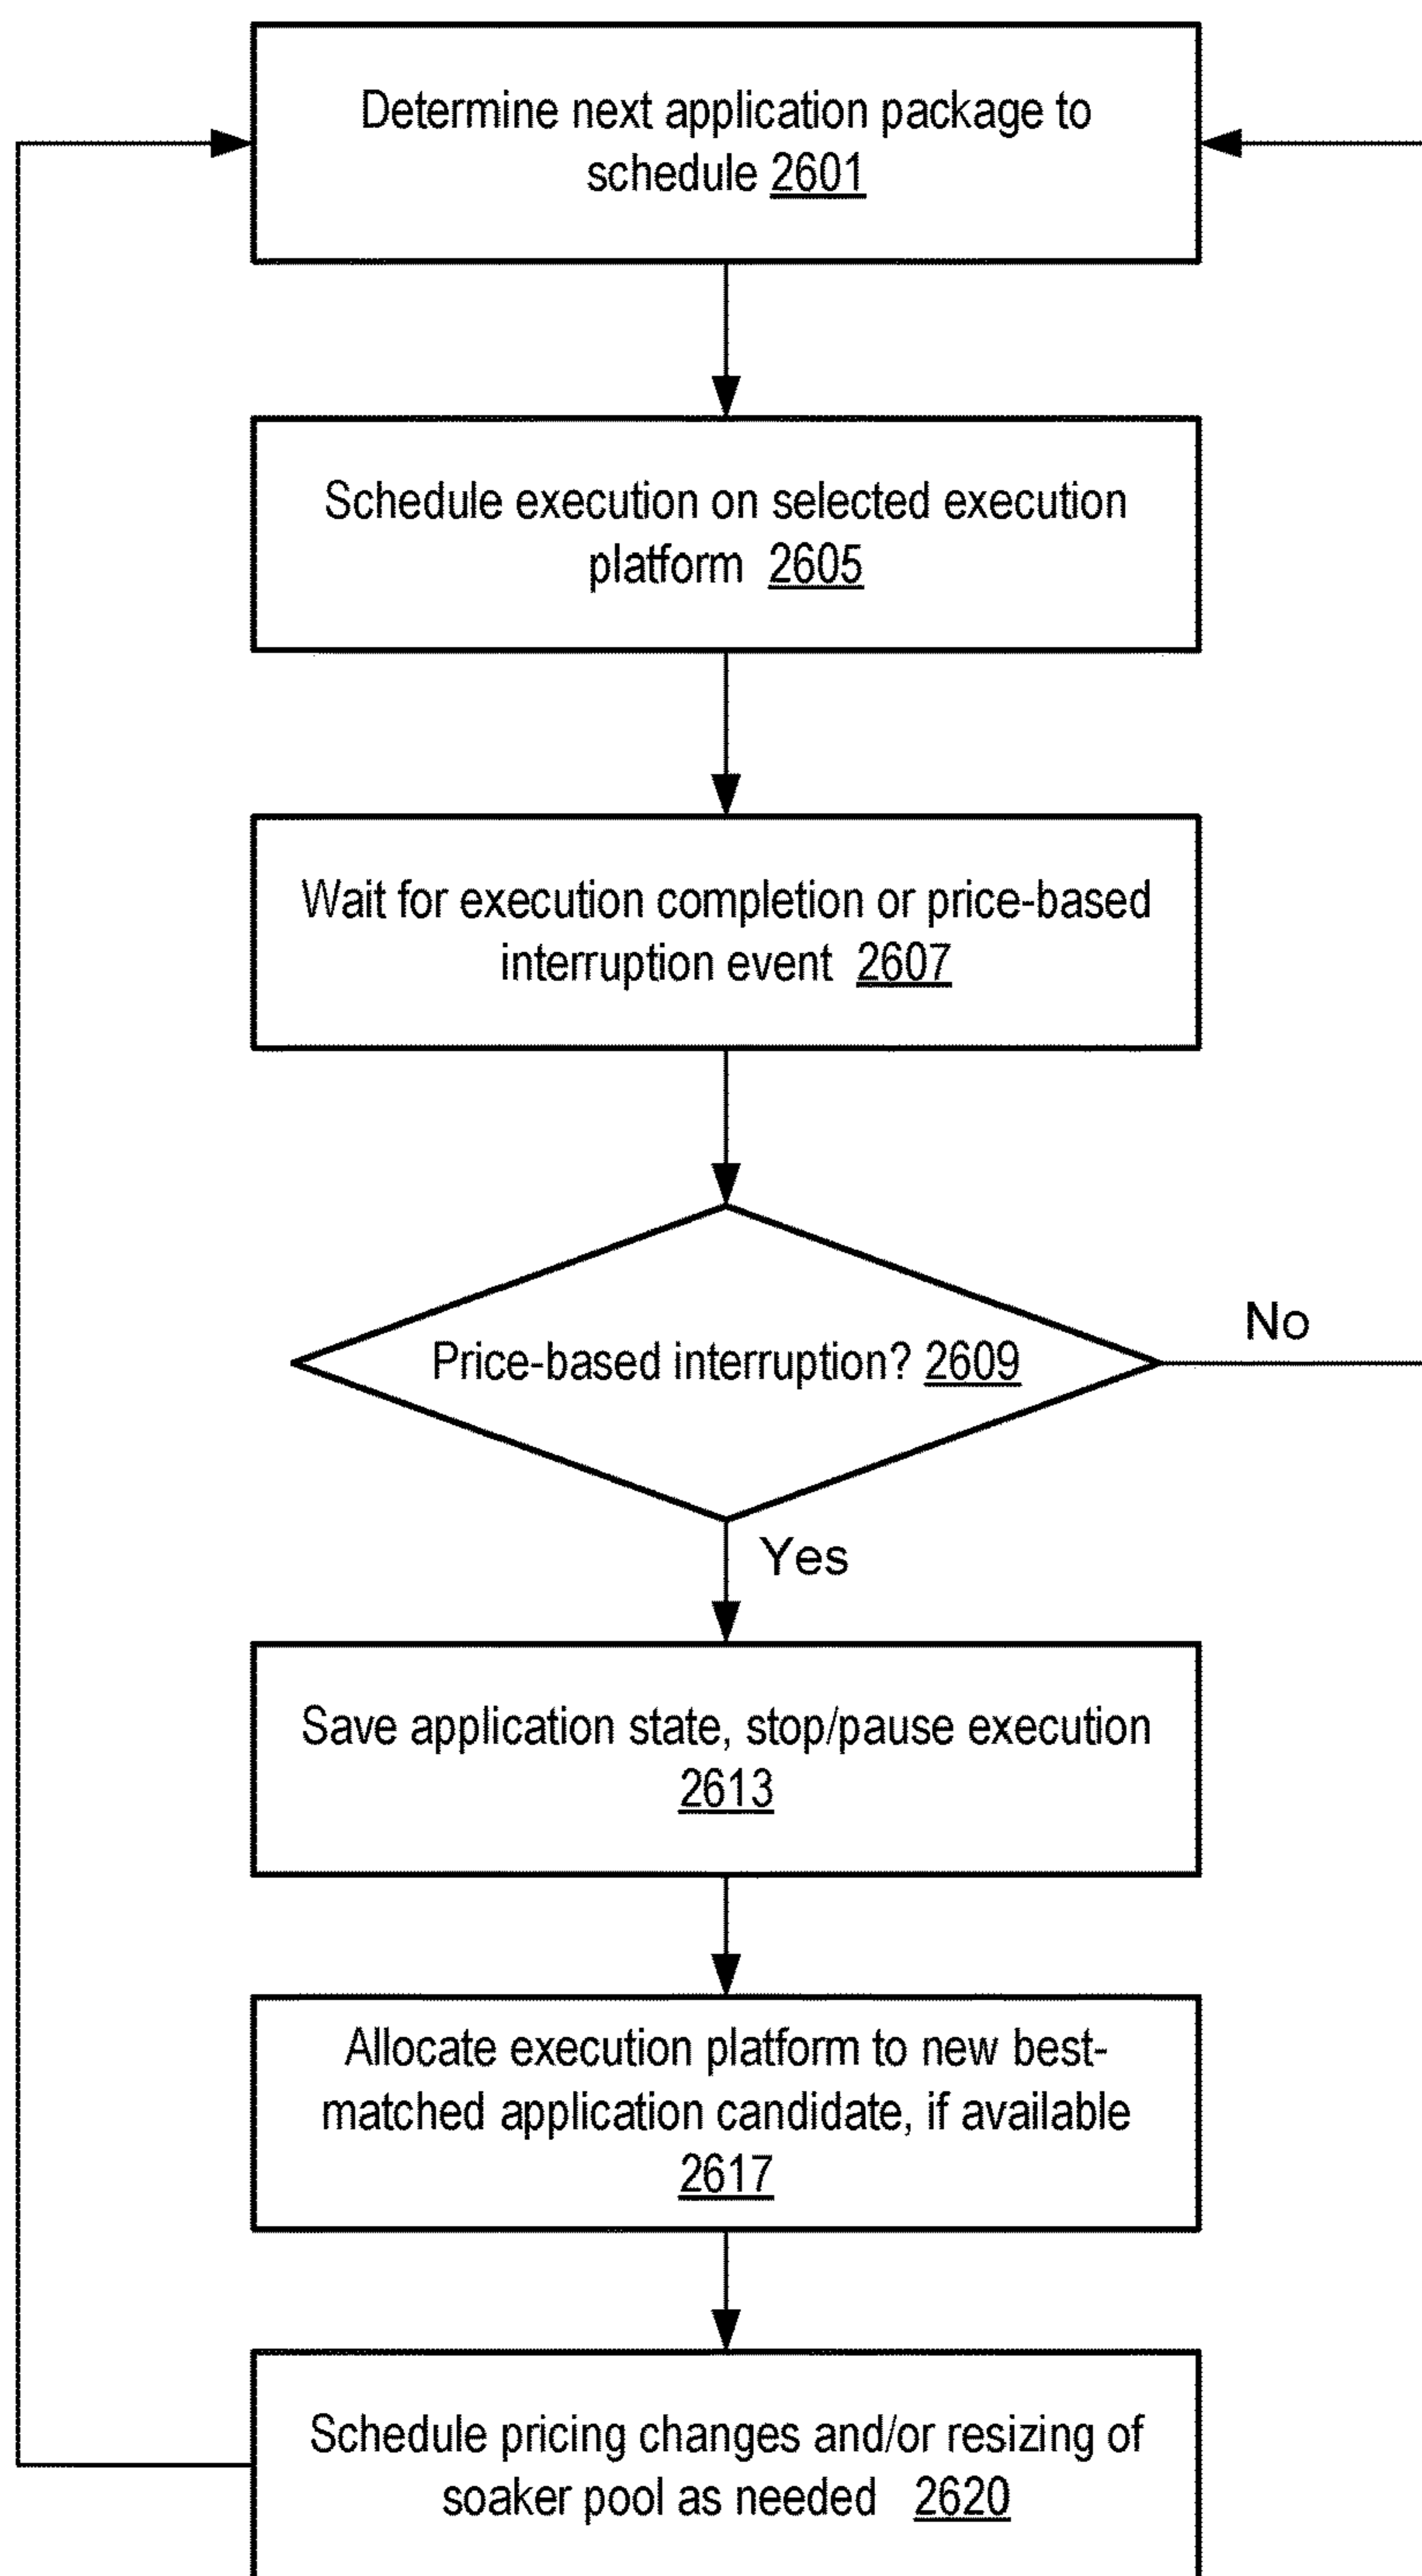 Determine next application package to
schedule 2601
Schedule execution on selected execution
platform 2605
Wait for execution completion or price-based
interruption event 2607
Price-based interruption? 2609
No
Yes
Save application state, stop/pause execution
2613
Allocate execution platform to new best-
matched application candidate, if available
2617
Schedule pricing changes and/or resizing of
soaker pool as needed 2620